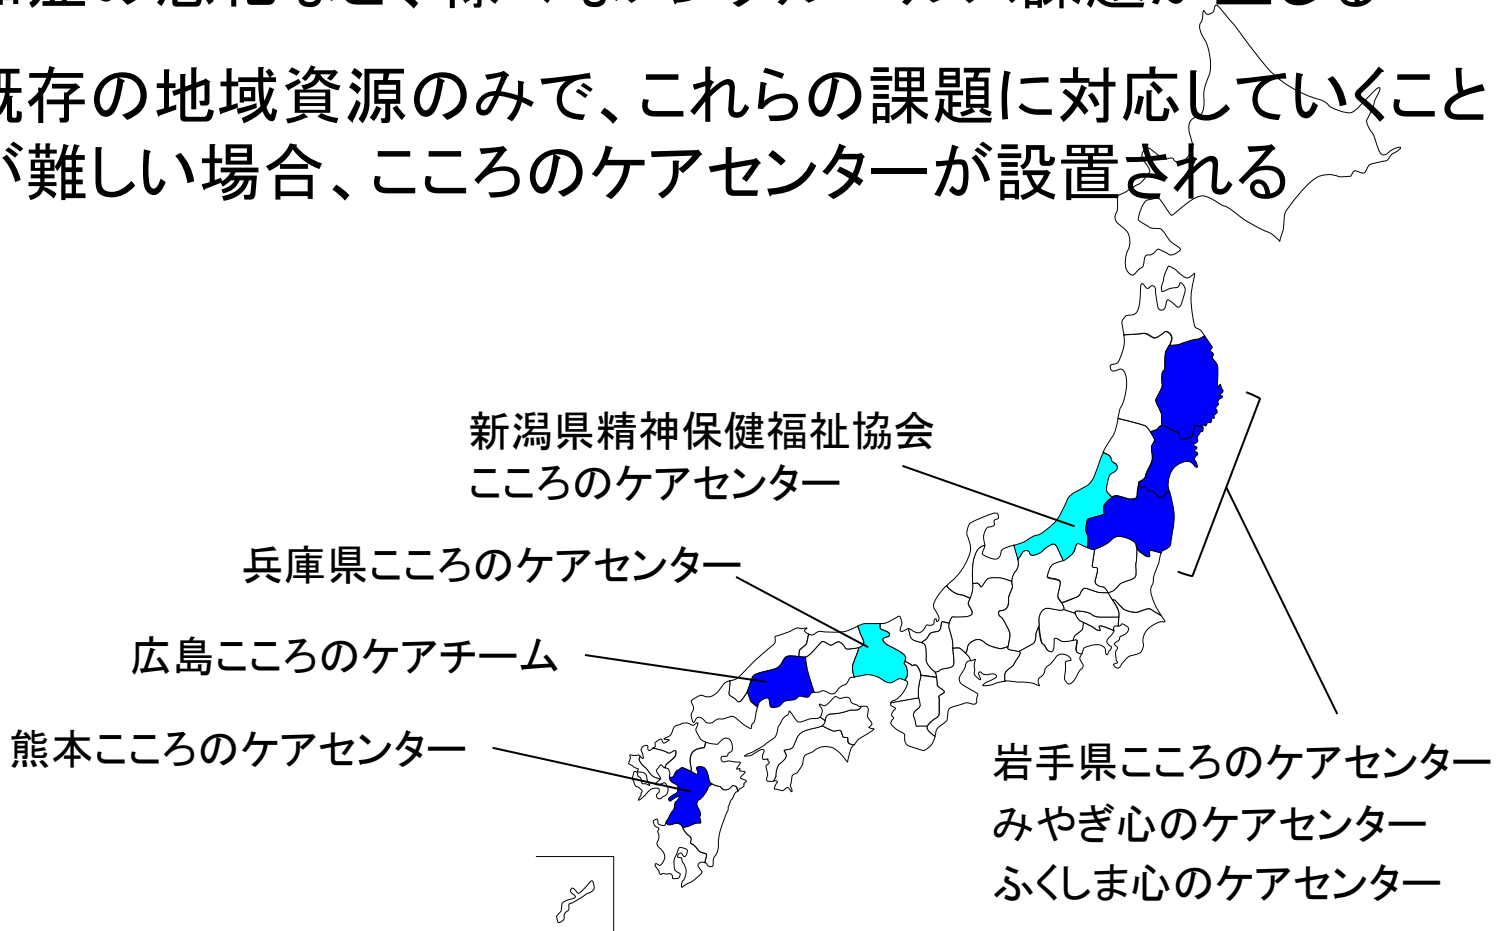 既存の地域資源のみで、これらの課題に対応していくこと
が難しい場合、こころのケアセンターが設置される
新潟県精神保健福祉協会
こころのケアセンター
兵庫県こころのケアセンター
広島こころのケアチーム
熊本こころのケアセンター
岩手県こころのケアセンター
みやぎ心のケアセンター
ふくしま心のケアセンター